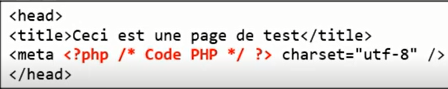 <head>
<title>Ceci est une page de test</title>
<meta <?php /* Code PHP */ ?> charset="utf-8" />
</head>